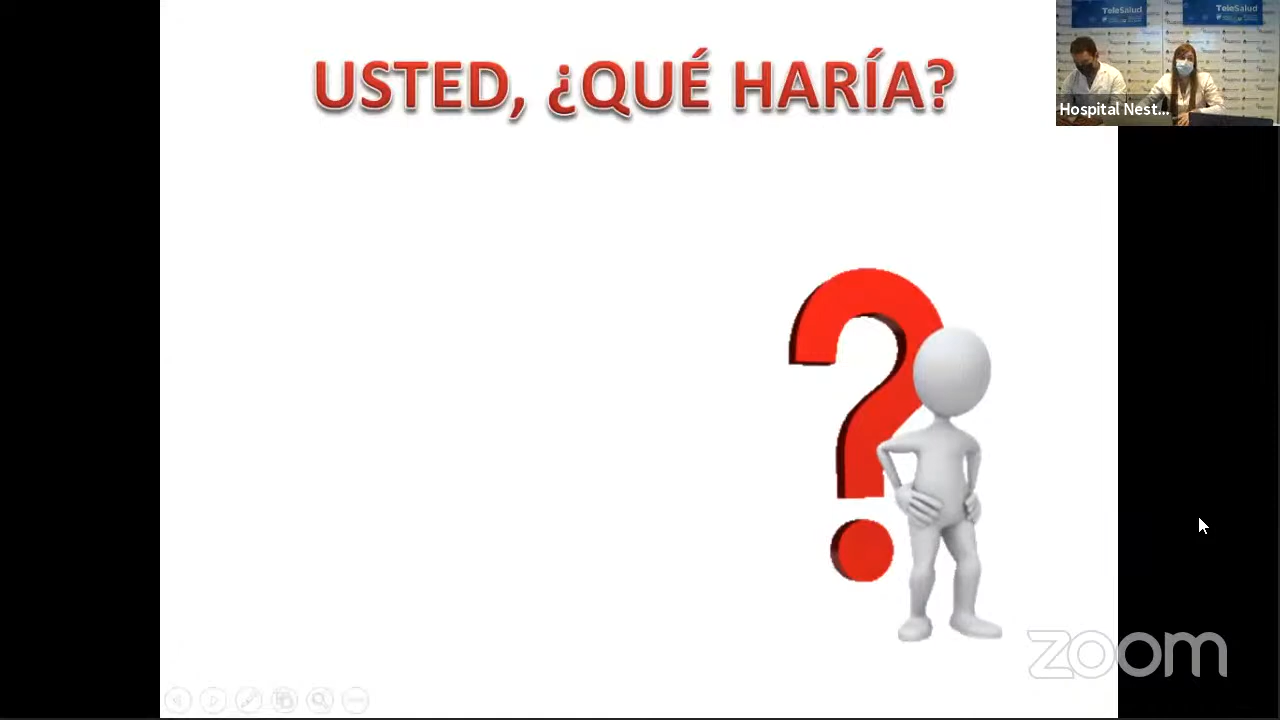 USTED, ¿QUÉ HARÍA?
TeleSalud
TeleSalud
Hospital Nest...
zoom